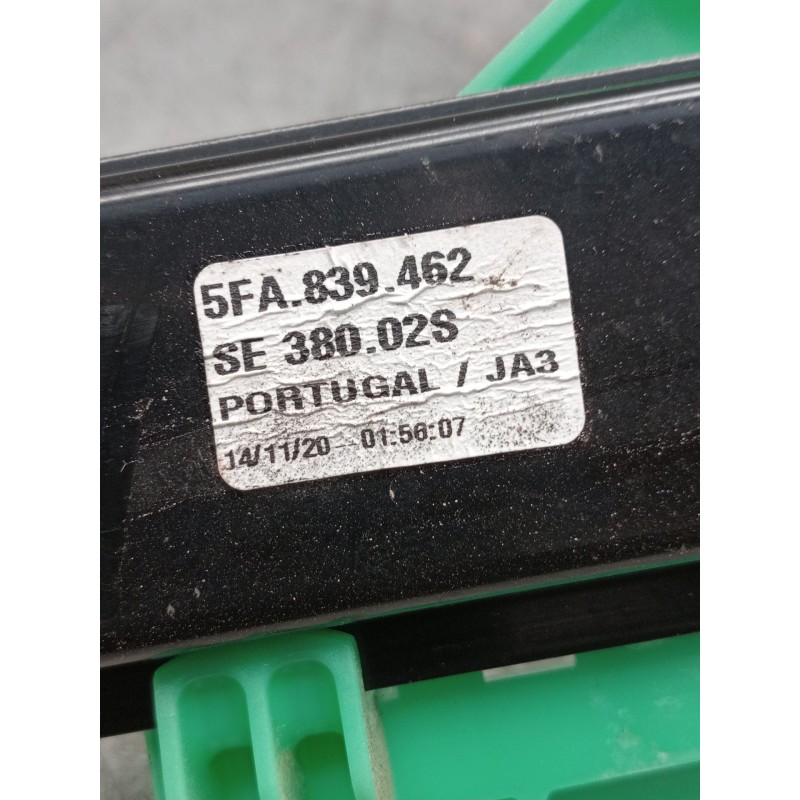 5FA.839.462
SE 380.02S
PORTUGAL / JA3
14/11/20 01:56:07